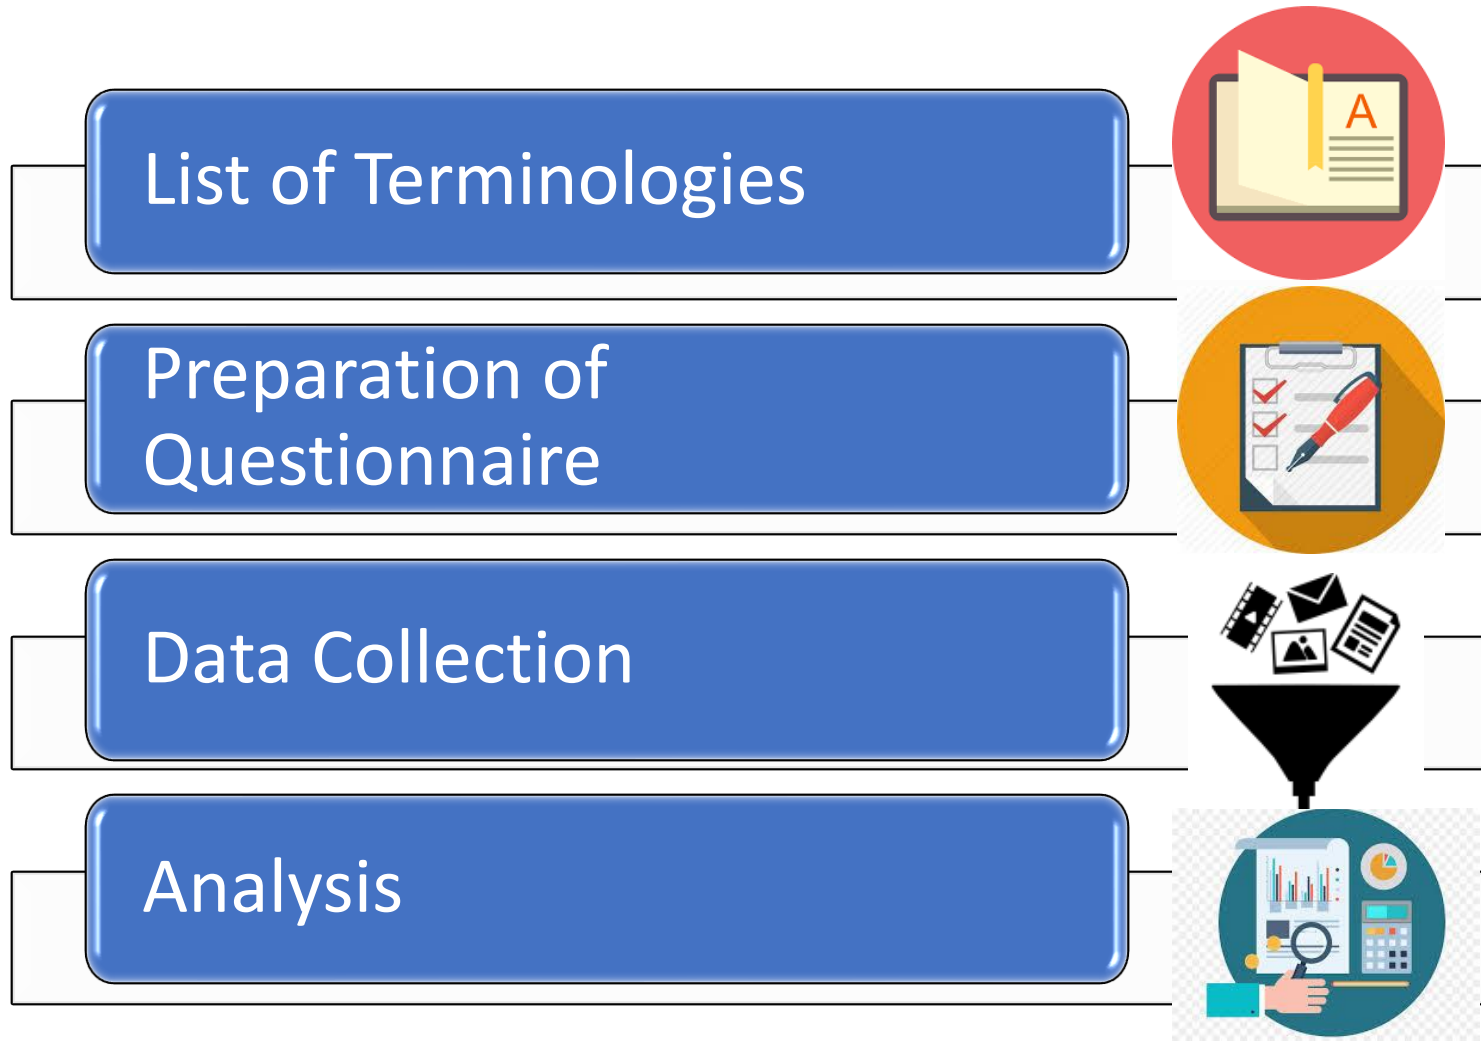 List of Terminologies
A
Preparation of
Questionnaire
Data Collection
Analysis